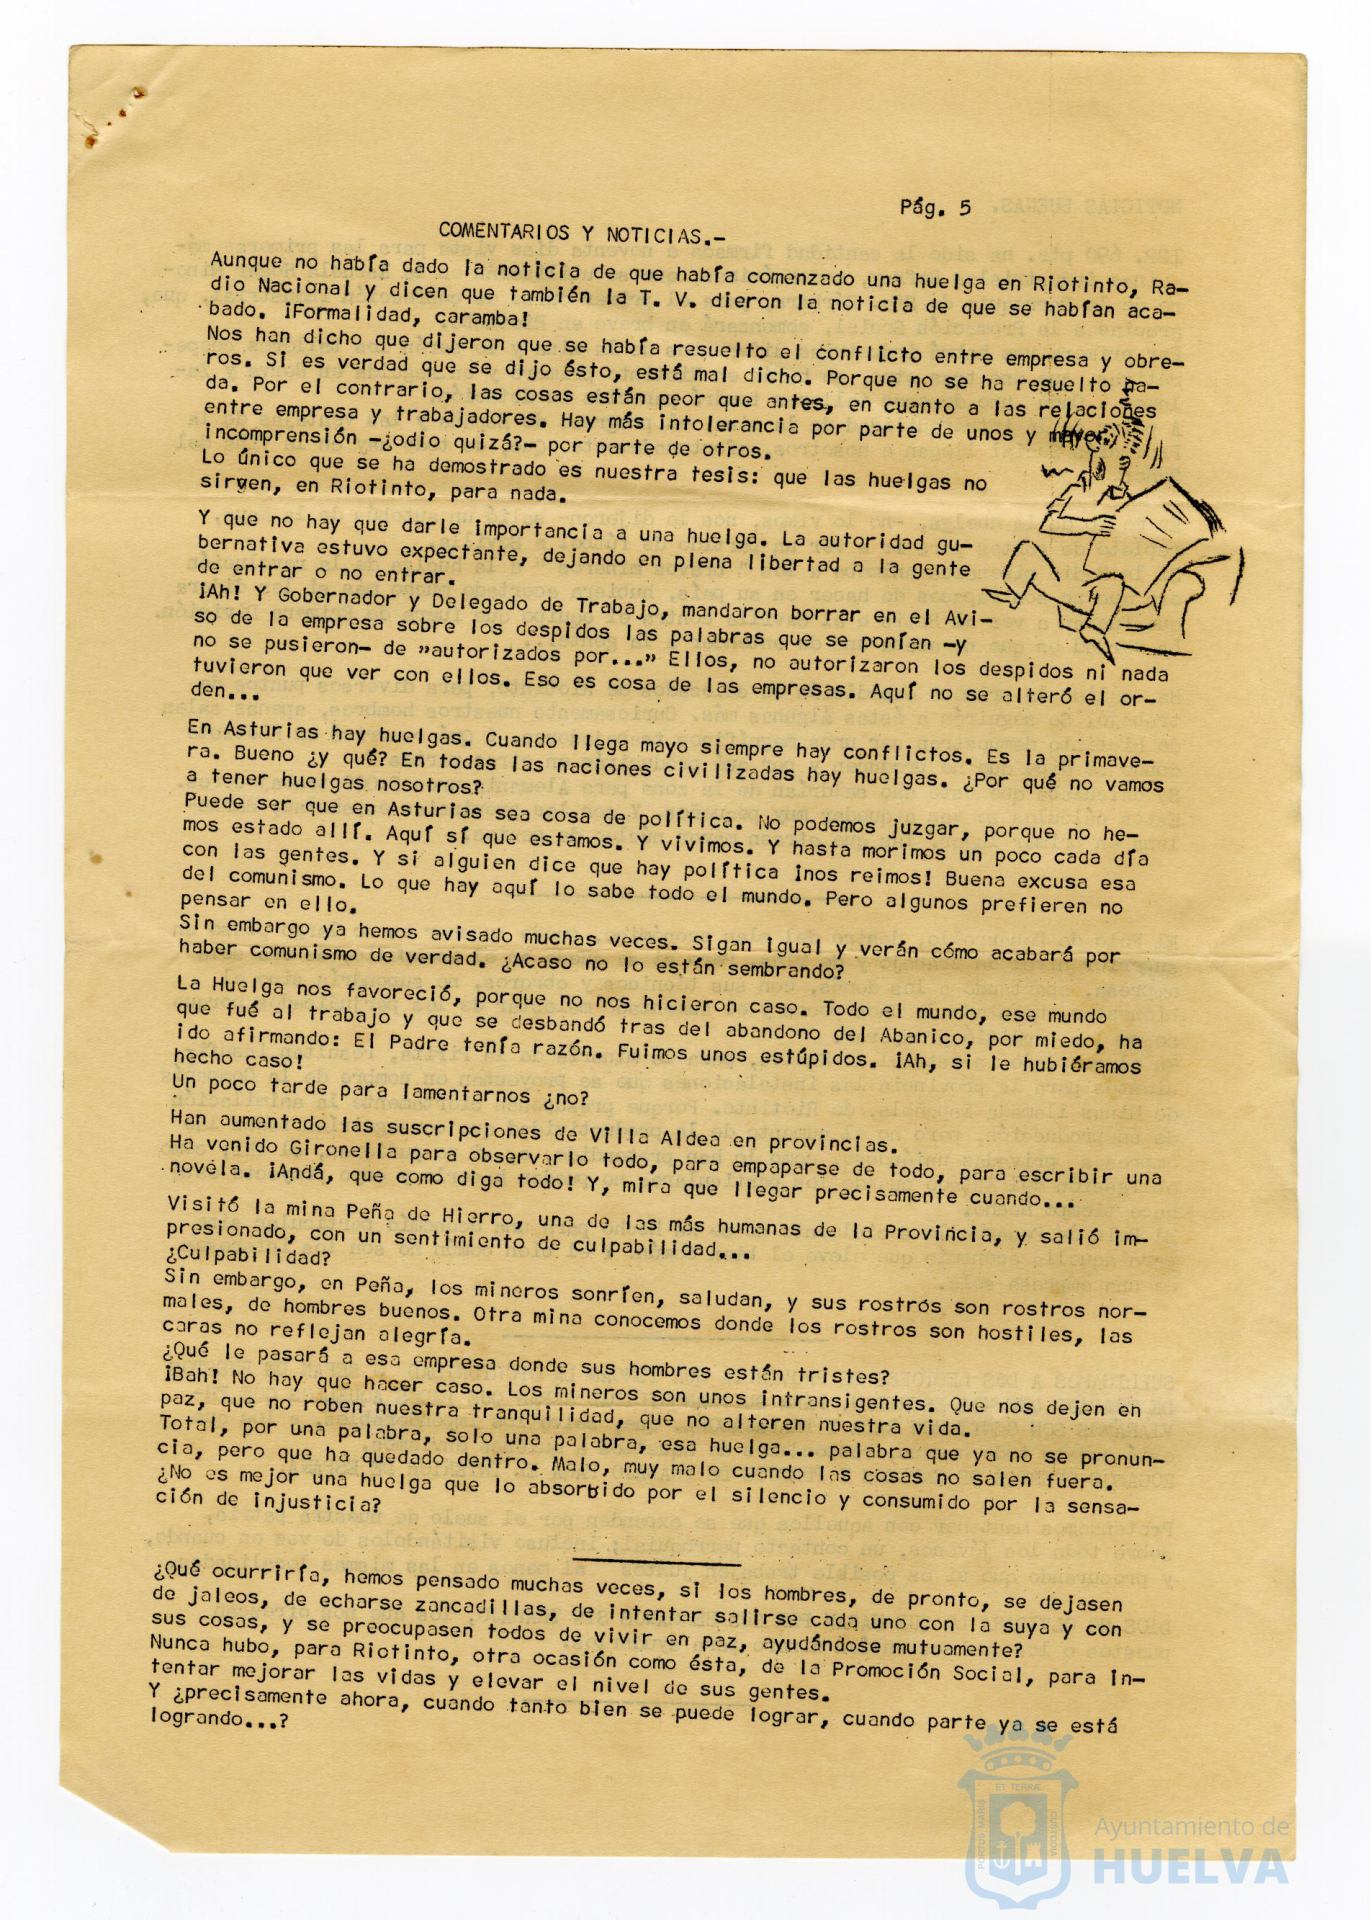 Pág. 5
COMENTARIOS Y NOTICIAS.-
Aunque no había dado la noticia de que había comenzado una huelga en Riotinto, Ra-
dio Nacional y dicen que también la T. V. dieron la noticia de que se habían aca-
bado. ¡Formalidad, caramba!
Nos han dicho que dijeron que se había resuelto el conflicto entre empresa y obre-
ros. Si es verdad que se dijo ésto, está mal dicho. Porque no se ha resuelto na-
da. Por el contrario, las cosas están peor que antes, en cuanto a las relaciones
entre empresa y trabajadores. Hay más intolerancia por parte de unos y mayor
incomprensión -¿odio quizá?- por parte de otros.
Lo único que se ha demostrado es nuestra tesis: que las huelgas no
sirven, en Riotinto, para nada.
Y que no hay que darle importancia a una huelga. La autoridad gu-
bernativa estuvo expectante, dejando en plena libertad a la gente
de entrar o no entrar.
¡Ah! Y Gobernador y Delegado de Trabajo, mandaron borrar en el Avi-
so de la empresa sobre los despidos las palabras que se ponían -y
no se pusieron- de "autorizados por..." Ellos, no autorizaron los despidos ni nada
tuvieron que ver con ellos. Eso es cosa de las empresas. Aquí no se alteró el or-
den...
En Asturias hay huelgas. Cuando llega mayo siempre hay conflictos. Es la primave-
ra. Bueno ¿y qué? En todas las naciones civilizadas hay huelgas. ¿Por qué no vamos
a tener huelgas nosotros?
Puede ser que en Asturias sea cosa de política. No podemos juzgar, porque no he-
mos estado allí. Aquí sí que estamos. Y vivimos. Y hasta morimos un poco cada día
con las gentes. Y si alguien dice que hay política ¡nos reimos! Buena excusa esa
del comunismo. Lo que hay aquí lo sabe todo el mundo. Pero algunos prefieren no
pensar en ello.
Sin embargo ya hemos avisado muchas veces. Sigan igual y verán cómo acabará por
haber comunismo de verdad. ¿Acaso no lo están sembrando?
La Huelga nos favoreció, porque no nos hicieron caso. Todo el mundo, ese mundo
que fué al trabajo y que se desbandó tras del abandono del Abanico, por miedo, ha
ido afirmando: El Padre tenía razón. Fuimos unos estúpidos. ¡Ah, si le hubiéramos
hecho caso!
Un poco tarde para lamentarnos ¿no?
Han aumentado las suscripciones de Villa Aldea en provincias.
Ha venido Gironella para observarlo todo, para empaparse de todo, para escribir una
novela. ¡Andá, que como diga todo! Y, mira que llegar precisamente cuando...
Visitó la mina Peña de Hierro, una de las más humanas de la Provincia, y salió im-
presionado, con un sentimiento de culpabilidad...
¿Culpabilidad?
Sin embargo, en Peña, los mineros sonríen, saludan, y sus rostros son rostros nor-
males, de hombres buenos. Otra mina conocemos donde los rostros son hostiles, las
caras no reflejan alegría.
¿Qué le pasará a esa empresa donde sus hombres están tristes?
¡Bah! No hay que hacer caso. Los mineros son unos intransigentes. Que nos dejen en
paz, que no roben nuestra tranquilidad, que no alteren nuestra vida.
Total, por una palabra, solo una palabra, esa huelga... palabra que ya no se pronun-
cia, pero que ha quedado dentro. Malo, muy malo cuando las cosas no salen fuera.
¿No es mejor una huelga que lo absorbido por el silencio y consumido por la sensa-
ción de injusticia?
¿Qué ocurriría, hemos pensado muchas veces, si los hombres, de pronto, se dejasen
de jaleos, de echarse zancadillas, de intentar salirse cada uno con la suya y con
sus cosas, y se preocupasen todos de vivir en paz, ayudándose mutuamente?
Nunca hubo, para Riotinto, otra ocasión como ésta, de la Promoción Social, para in-
tentar mejorar las vidas y elevar el nivel de sus gentes.
Y ¿precisamente ahora, cuando tanto bien se puede lograr, cuando parte ya se está
logrando...?
PORTUS MARIS ET TERRAE CUSTODIA
Ayuntamiento de
HUELVA